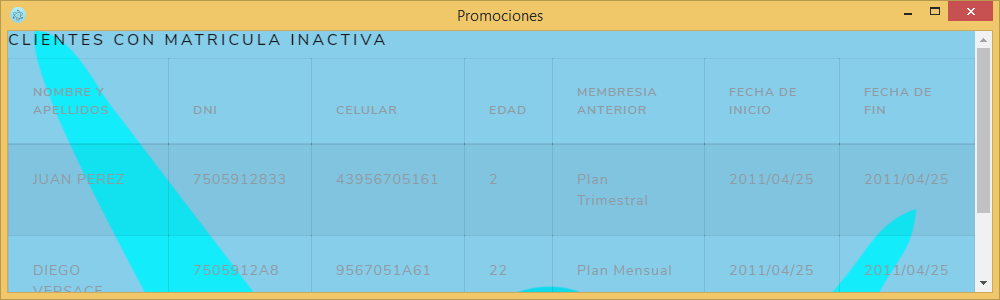 Promociones
CLIENTES CON MATRICULA INACTIVA
NOMBRE Y
APELLIDOS
DNI
CELULAR
EDAD
MEMBRESIA
ANTERIOR
FECHA DE
INICIO
FECHA DE
FIN
JUAN PEREZ
7505912833
43956705161
2
Plan
Trimestral
2011/04/25
2011/04/25
DIEGO
VERSACE
7505912A8
9567051A61
22
Plan Mensual
2011/04/25
2011/04/25